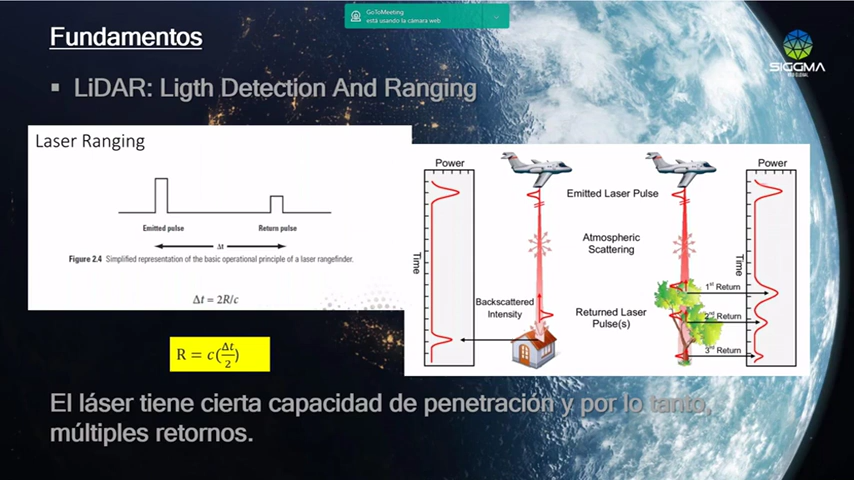 GoToMeeting
está usando la cámara web
Fundamentos
SIGGMA
▪ LiDAR: Ligth Detection And Ranging
Laser Ranging
Emitted pulse
Return pulse
Δt
Figure 2.4 Simplified representation of the basic operational principle of a laser rangefinder.
Δt = 2R/c
R = c(Δt/2)
Power
Power
Emitted Laser Pulse
Atmospheric
Scattering
Time
Time
Backscattered
Intensity
Returned Laser
Pulse(s)
1st Return
2nd Return
3rd Return
El láser tiene cierta capacidad de penetración y por lo tanto,
múltiples retornos.